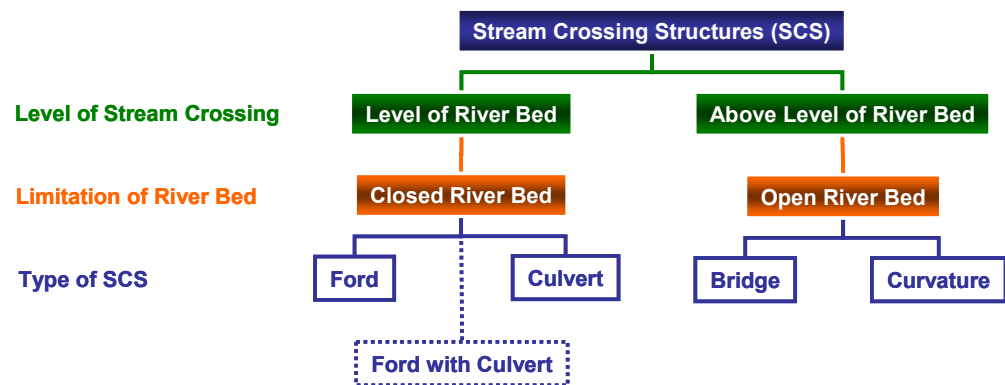 Stream Crossing Structures (SCS)
Level of Stream Crossing
Level of River Bed
Above Level of River Bed
Limitation of River Bed
Closed River Bed
Open River Bed
Type of SCS
Ford
Culvert
Bridge
Curvature
Ford with Culvert